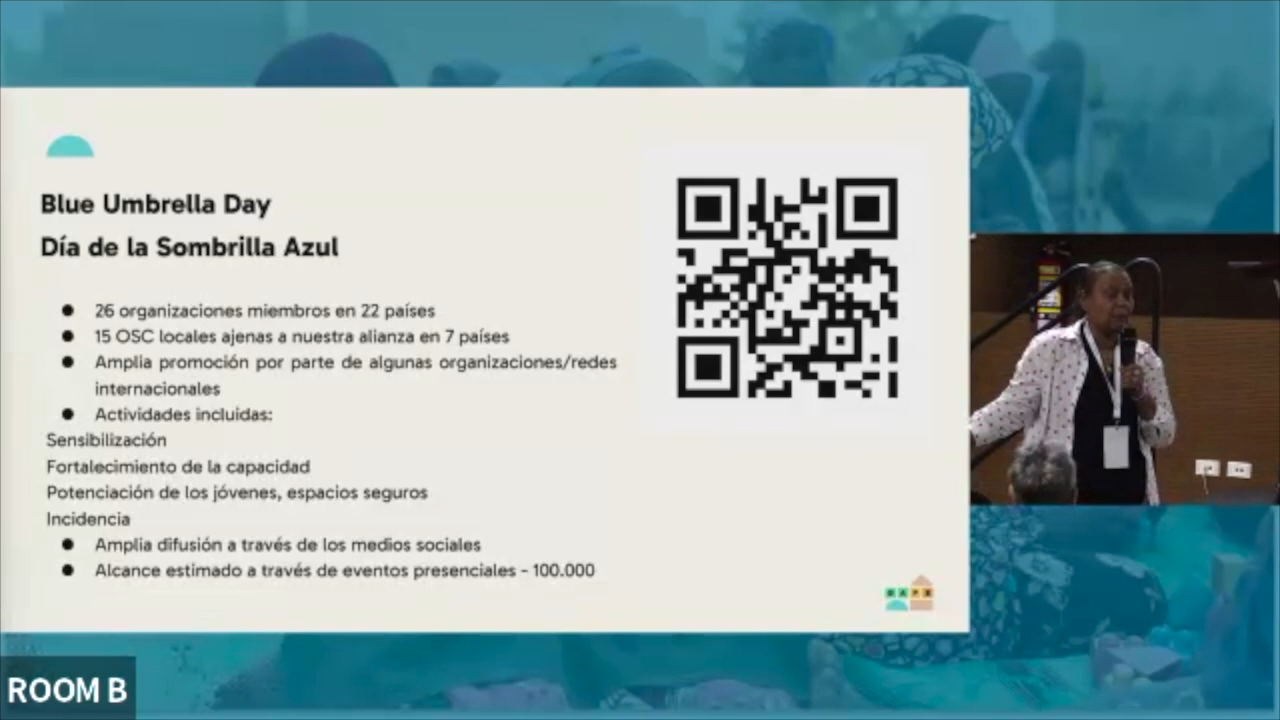 Blue Umbrella Day
Día de la Sombrilla Azul
● 26 organizaciones miembros en 22 países
● 15 OSC locales ajenas a nuestra alianza en 7 países
● Amplia promoción por parte de algunas organizaciones/redes
internacionales
● Actividades incluidas:
Sensibilización
Fortalecimiento de la capacidad
Potenciación de los jóvenes, espacios seguros
Incidencia
● Amplia difusión a través de los medios sociales
● Alcance estimado a través de eventos presenciales - 100.000
ROOM B